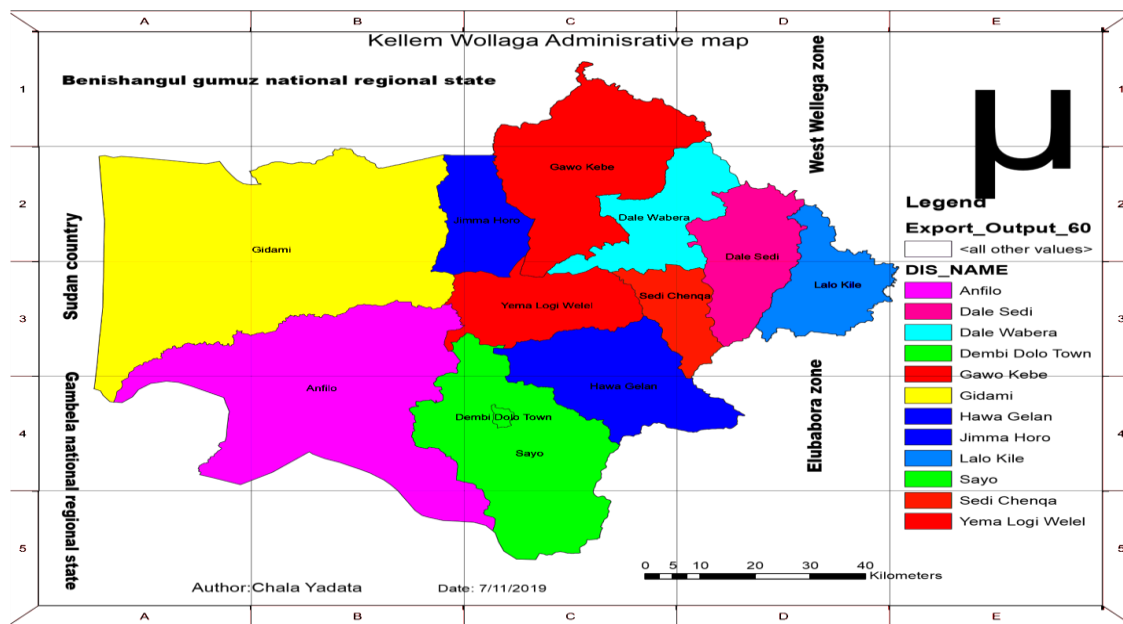 A B C D E
Kellem Wollaga Adminisrative map
Benishangul gumuz national regional state
West Wellega zone
1 1
Gawo Kebe
µ
2 2
Jimma Horo
Dale Wabera
Legend
Export_Output_60
<all other values>
Sudan country
Gidami
Dale Sedi
DIS_NAME
Lalo Kile
Sedi Chenqa
Yema Logi Welel
3 3
Anfilo
Dale Sedi
Dale Wabera
Dembi Dolo Town
Gawo Kebe
Gidami
Hawa Gelan
Jimma Horo
Lalo Kile
Sayo
Sedi Chenqa
Yema Logi Welel
Gambela national regional state
Anfilo
Hawa Gelan
Dembi Dolo Town
Sayo
4 4
Elubabora zone
5 5
0 5 10 20 30 40
Kilometers
Author:Chala Yadata
Date: 7/11/2019
A B C D E